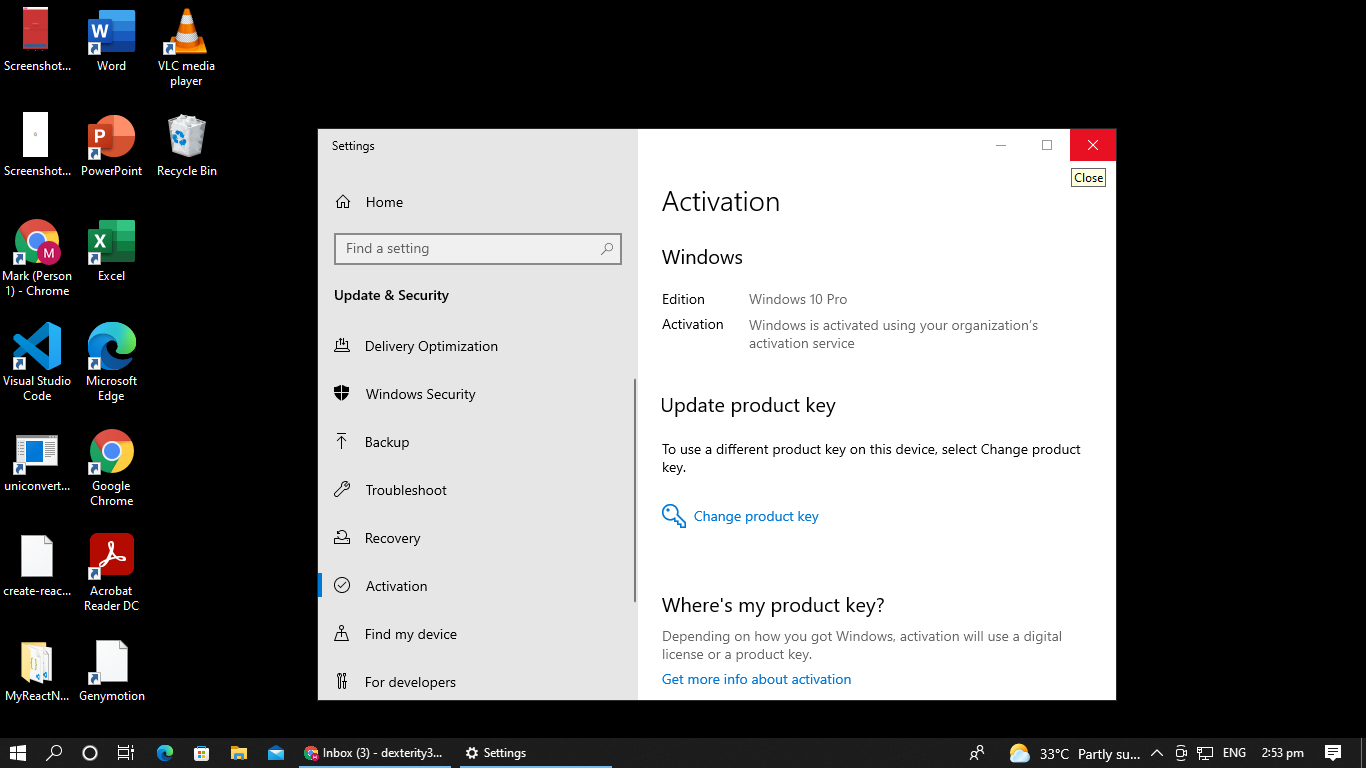 Screenshot...
Word
VLC media
player
Screenshot...
PowerPoint
Recycle Bin
Mark (Person
1) - Chrome
Excel
Visual Studio
Code
Microsoft
Edge
uniconvert...
Google
Chrome
create-reac...
Acrobat
Reader DC
MyReactN...
Genymotion
Settings
Close
Home
Find a setting
Update & Security
Delivery Optimization
Windows Security
Backup
Troubleshoot
Recovery
Activation
Find my device
For developers
Activation
Windows
Edition Windows 10 Pro
Activation Windows is activated using your organization's
activation service
Update product key
To use a different product key on this device, select Change product
key.
Change product key
Where's my product key?
Depending on how you got Windows, activation will use a digital
license or a product key.
Get more info about activation
Inbox (3) - dexterity3...
Settings
33°C Partly su...
ENG
2:53 pm